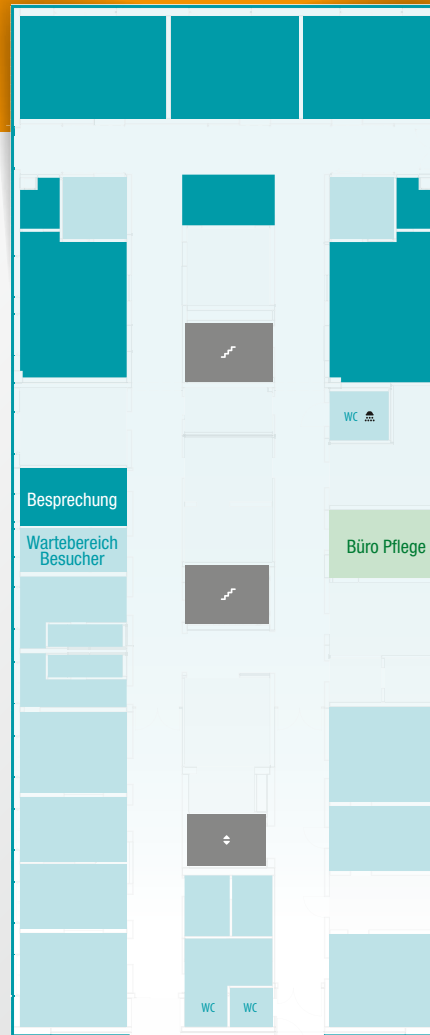 WC
Besprechung
Wartebereich
Besucher
Büro Pflege
WC
WC